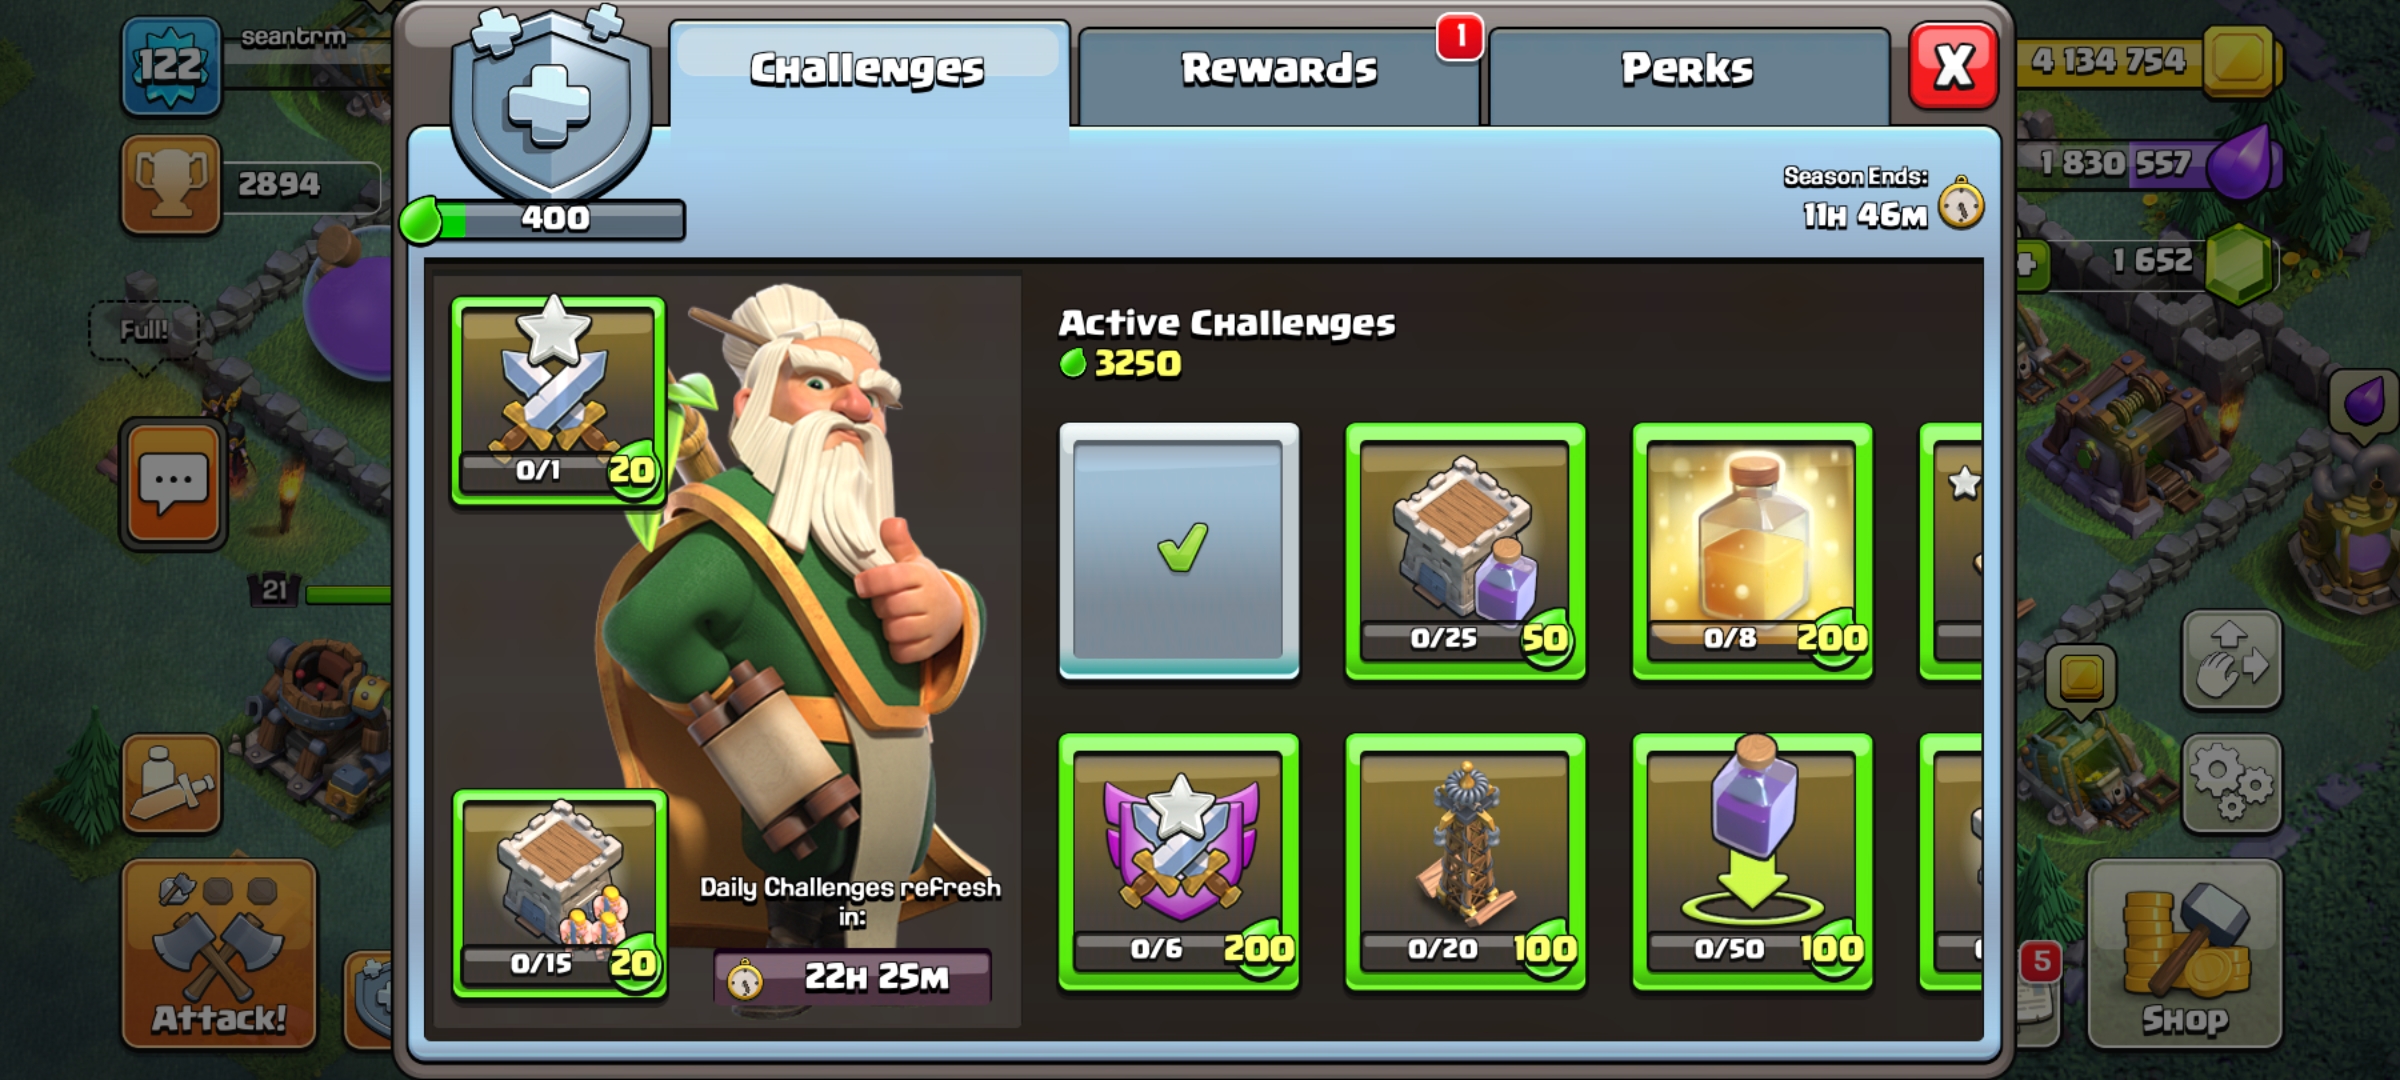 122
seantrm
Challenges
Rewards
1
Perks
X
4 134 754
2894
400
Season Ends:
11H 46M
1 830 557
1 652
Full!
Active Challenges
3250
0/1
20
21
0/25
50
0/8
200
Daily Challenges refresh
in:
22H 25M
0/15
20
0/6
200
0/20
100
0/50
100
5
Attack!
Shop